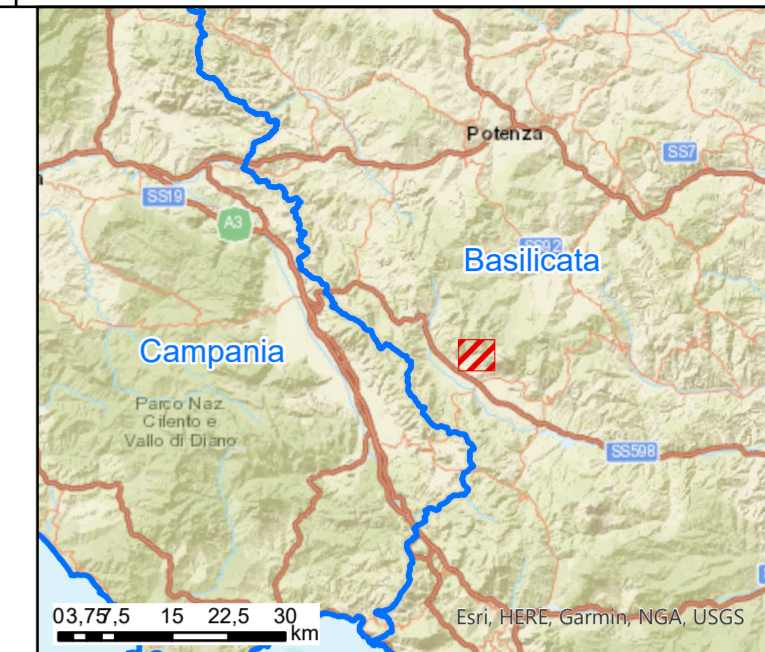 Potenza
SS7
SS19
A3
SS92
Basilicata
Campania
Parco Naz.
Cilento e
Vallo di Diano
SS598
03,757,5 15 22,5 30
km
Esri, HERE, Garmin, NGA, USGS